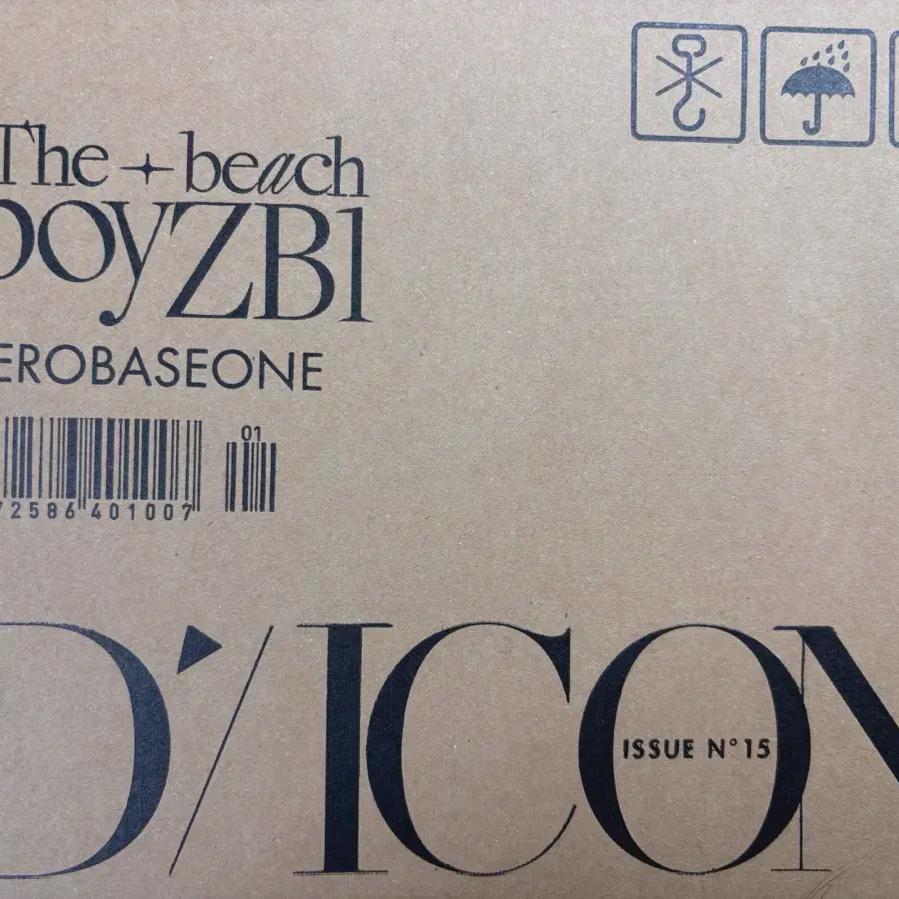 The beach
boyZB1
EROBASEONE
01
72586 401007
D'/ICON
ISSUE N°15